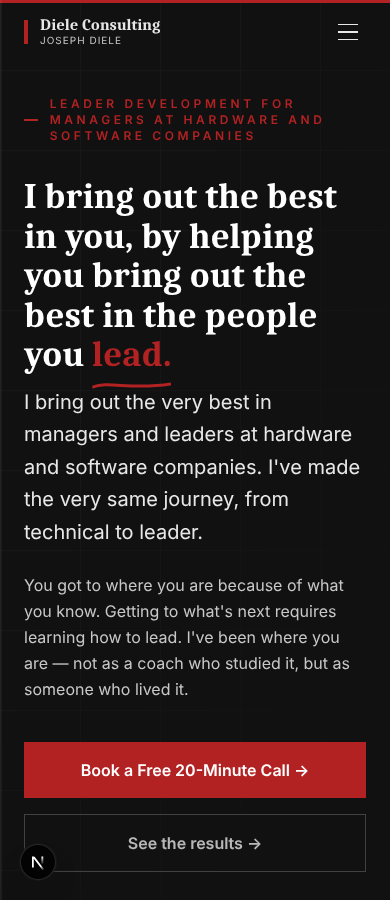 Diele Consulting
JOSEPH DIELE
LEADER DEVELOPMENT FOR
MANAGERS AT HARDWARE AND
SOFTWARE COMPANIES
I bring out the best
in you, by helping
you bring out the
best in the people
you lead.
I bring out the very best in
managers and leaders at hardware
and software companies. I've made
the very same journey, from
technical to leader.
You got to where you are because of what
you know. Getting to what's next requires
learning how to lead. I've been where you
are — not as a coach who studied it, but as
someone who lived it.
Book a Free 20-Minute Call →
See the results →
N